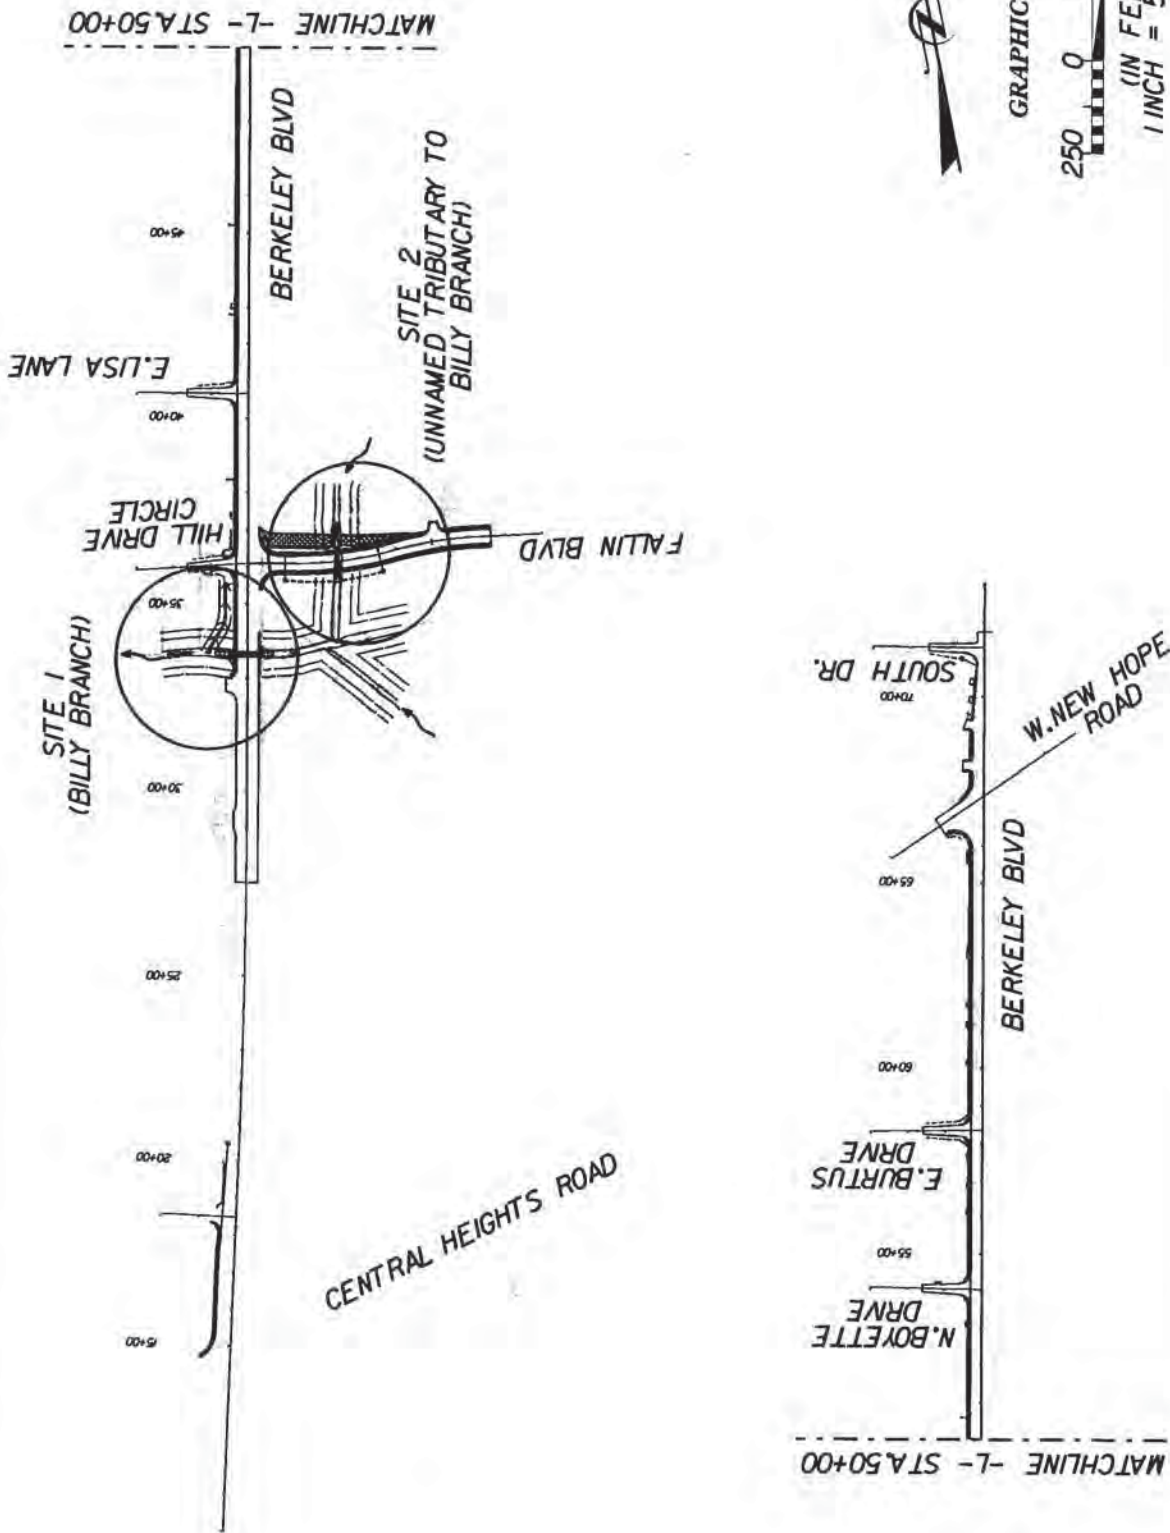 MATCHLINE -L- STA.50+00
BERKELEY BLVD
45+00
E.LISA LANE
40+00
SITE 2
(UNNAMED TRIBUTARY TO
BILLY BRANCH)
HILL DRIVE
CIRCLE
FALLIN BLVD
35+00
SITE 1
(BILLY BRANCH)
30+00
25+00
20+00
CENTRAL HEIGHTS ROAD
15+00
GRAPHIC
250
0
(IN FE
1 INCH = 5
SOUTH DR.
70+00
W.NEW HOPE
ROAD
65+00
BERKELEY BLVD
60+00
E.BURTUS
DRIVE
55+00
N.BOYETTE
DRIVE
MATCHLINE -L- STA.50+00